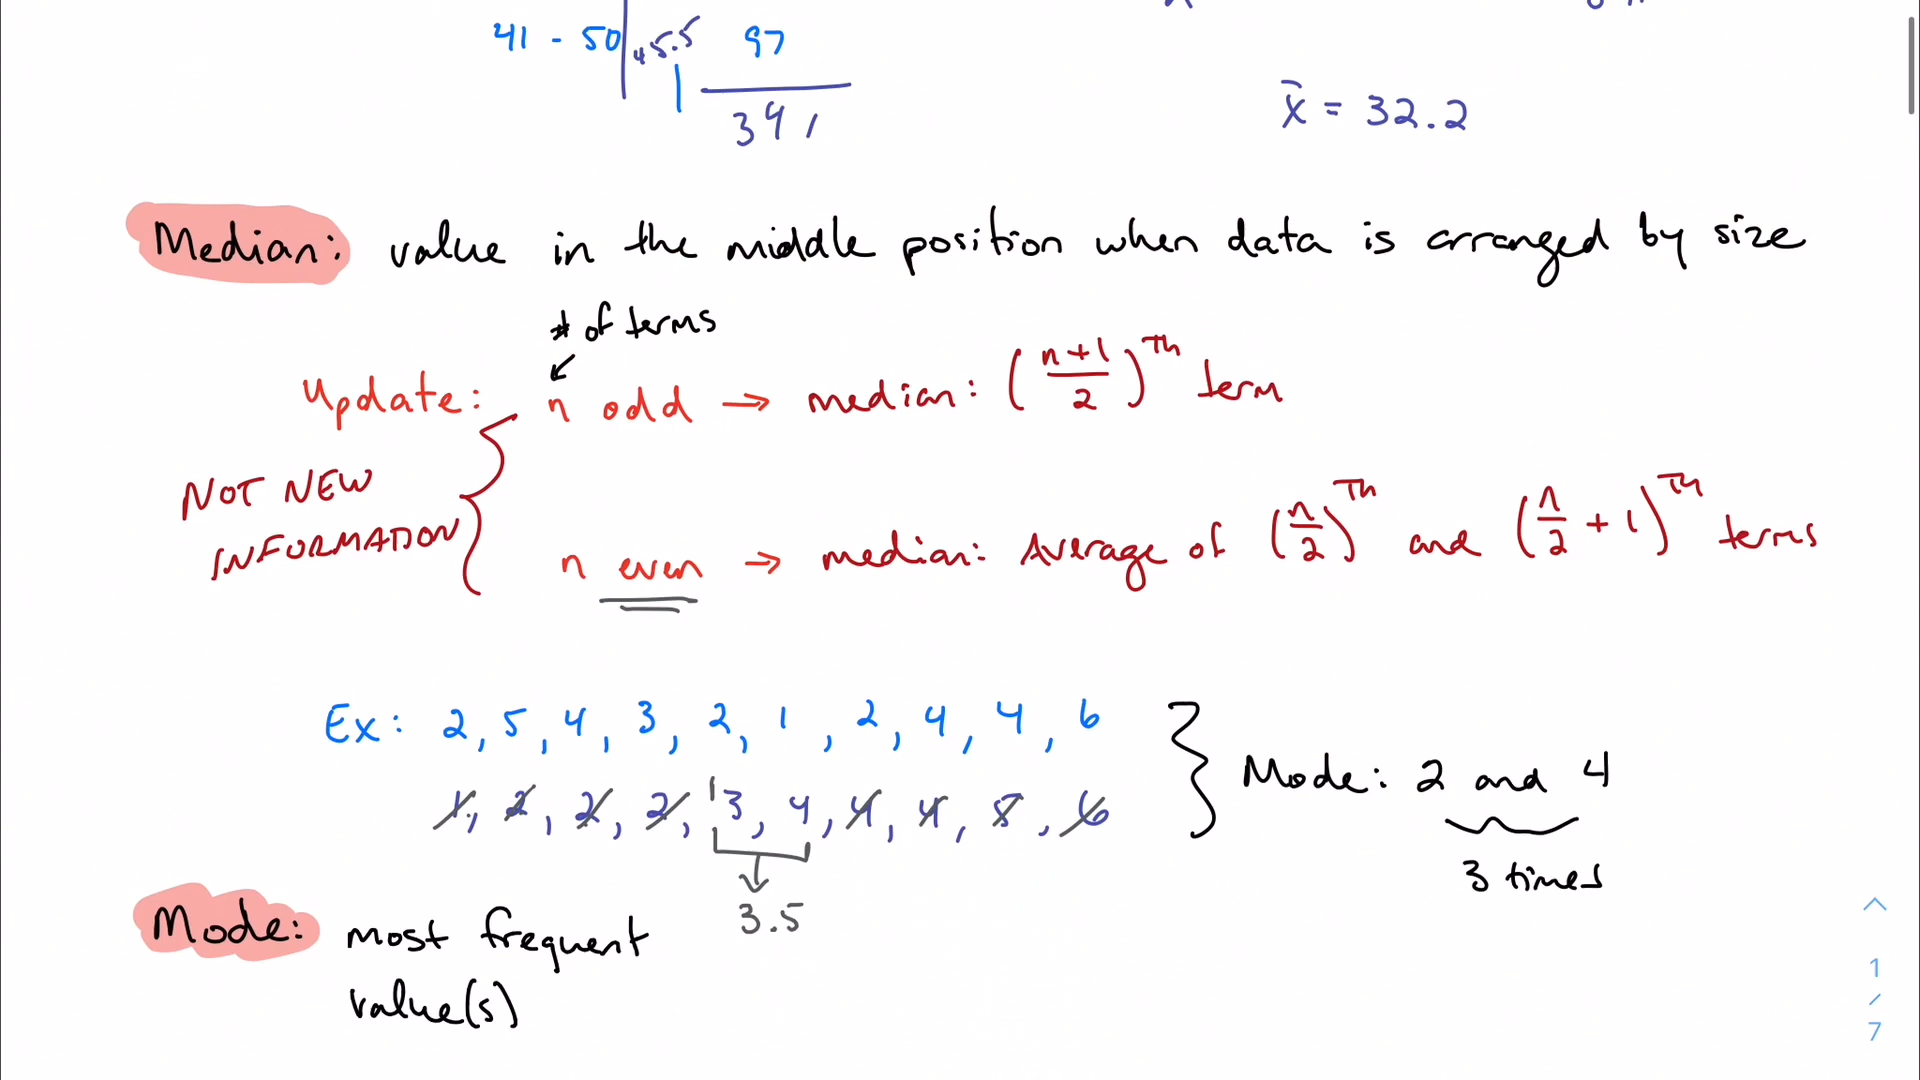 41 - 50 45.5 97
391
x̄ = 32.2
Median: value in the middle position when data is arranged by size
# of terms
Update: n odd → median: (n+1/2)Th term
NOT NEW
INFORMATION
n even → median: Average of (n/2)Th and (n/2 + 1)Th terms
Ex: 2, 5, 4, 3, 2, 1, 2, 4, 4, 6
1, 2, 2, 2, 3, 4, 4, 4, 5, 6
Mode: 2 and 4
3 times
3.5
Mode: most frequent
value(s)
1
/
7